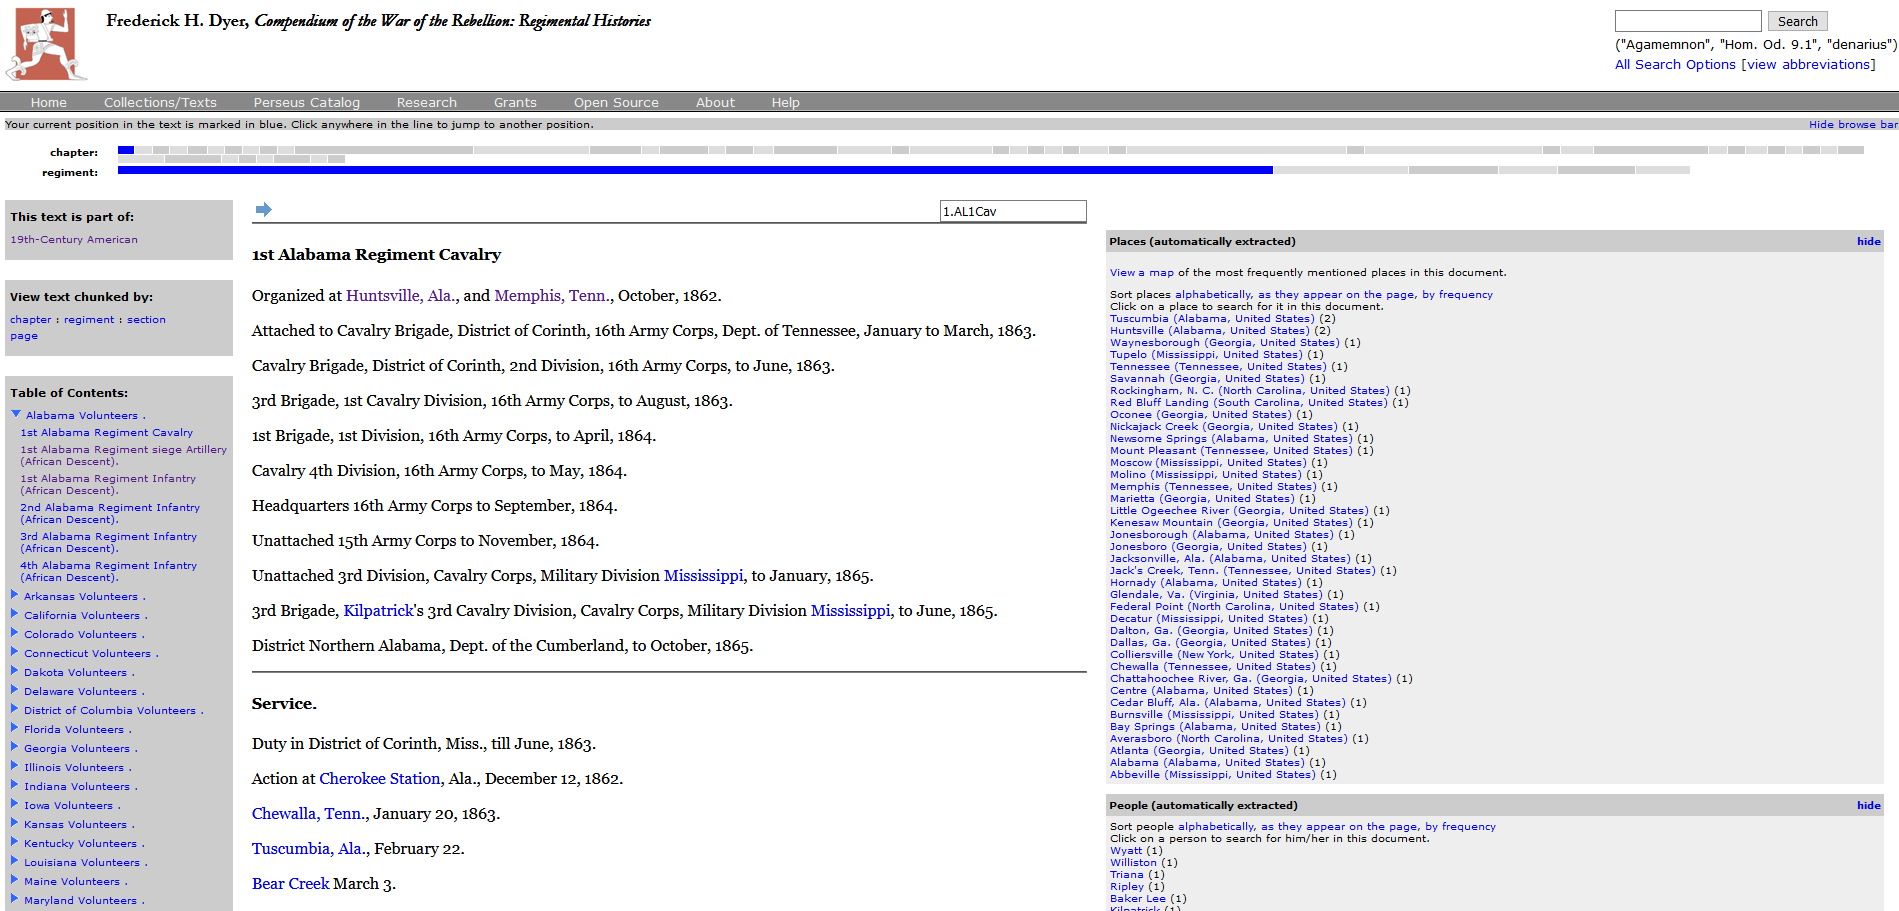 Frederick H. Dyer, Compendium of the War of the Rebellion: Regimental Histories
Search
("Agamemnon", "Hom. Od. 9.1", "denarius")
All Search Options [view abbreviations]
Home Collections/Texts Perseus Catalog Research Grants Open Source About Help
Your current position in the text is marked in blue. Click anywhere in the line to jump to another position.
Hide browse bar
chapter:
regiment:
This text is part of:
19th-Century American
View text chunked by:
chapter : regiment : section
page
Table of Contents:
Alabama Volunteers .
1st Alabama Regiment Cavalry
1st Alabama Regiment siege Artillery
(African Descent).
1st Alabama Regiment Infantry
(African Descent).
2nd Alabama Regiment Infantry
(African Descent).
3rd Alabama Regiment Infantry
(African Descent).
4th Alabama Regiment Infantry
(African Descent).
Arkansas Volunteers .
California Volunteers .
Colorado Volunteers .
Connecticut Volunteers .
Dakota Volunteers .
Delaware Volunteers .
District of Columbia Volunteers .
Florida Volunteers .
Georgia Volunteers .
Illinois Volunteers .
Indiana Volunteers .
Iowa Volunteers .
Kansas Volunteers .
Kentucky Volunteers .
Louisiana Volunteers .
Maine Volunteers .
Maryland Volunteers .
1.AL1Cav
1st Alabama Regiment Cavalry
Organized at Huntsville, Ala., and Memphis, Tenn., October, 1862.
Attached to Cavalry Brigade, District of Corinth, 16th Army Corps, Dept. of Tennessee, January to March, 1863.
Cavalry Brigade, District of Corinth, 2nd Division, 16th Army Corps, to June, 1863.
3rd Brigade, 1st Cavalry Division, 16th Army Corps, to August, 1863.
1st Brigade, 1st Division, 16th Army Corps, to April, 1864.
Cavalry 4th Division, 16th Army Corps, to May, 1864.
Headquarters 16th Army Corps to September, 1864.
Unattached 15th Army Corps to November, 1864.
Unattached 3rd Division, Cavalry Corps, Military Division Mississippi, to January, 1865.
3rd Brigade, Kilpatrick's 3rd Cavalry Division, Cavalry Corps, Military Division Mississippi, to June, 1865.
District Northern Alabama, Dept. of the Cumberland, to October, 1865.
Service.
Duty in District of Corinth, Miss., till June, 1863.
Action at Cherokee Station, Ala., December 12, 1862.
Chewalla, Tenn., January 20, 1863.
Tuscumbia, Ala., February 22.
Bear Creek March 3.
Places (automatically extracted)
hide
View a map of the most frequently mentioned places in this document.
Sort places alphabetically, as they appear on the page, by frequency
Click on a place to search for it in this document.
Tuscumbia (Alabama, United States) (2)
Huntsville (Alabama, United States) (2)
Waynesborough (Georgia, United States) (1)
Tupelo (Mississippi, United States) (1)
Tennessee (Tennessee, United States) (1)
Savannah (Georgia, United States) (1)
Rockingham, N. C. (North Carolina, United States) (1)
Red Bluff Landing (South Carolina, United States) (1)
Oconee (Georgia, United States) (1)
Nickajack Creek (Georgia, United States) (1)
Newsome Springs (Alabama, United States) (1)
Mount Pleasant (Tennessee, United States) (1)
Moscow (Mississippi, United States) (1)
Molino (Mississippi, United States) (1)
Memphis (Tennessee, United States) (1)
Marietta (Georgia, United States) (1)
Little Ogeechee River (Georgia, United States) (1)
Kenesaw Mountain (Georgia, United States) (1)
Jonesborough (Alabama, United States) (1)
Jonesboro (Georgia, United States) (1)
Jacksonville, Ala. (Alabama, United States) (1)
Jack's Creek, Tenn. (Tennessee, United States) (1)
Hornady (Alabama, United States) (1)
Glendale, Va. (Virginia, United States) (1)
Federal Point (North Carolina, United States) (1)
Decatur (Mississippi, United States) (1)
Dalton, Ga. (Georgia, United States) (1)
Dallas, Ga. (Georgia, United States) (1)
Colliersville (New York, United States) (1)
Chewalla (Tennessee, United States) (1)
Chattahoochee River, Ga. (Georgia, United States) (1)
Centre (Alabama, United States) (1)
Cedar Bluff, Ala. (Alabama, United States) (1)
Burnsville (Mississippi, United States) (1)
Bay Springs (Alabama, United States) (1)
Averasboro (North Carolina, United States) (1)
Atlanta (Georgia, United States) (1)
Alabama (Alabama, United States) (1)
Abbeville (Mississippi, United States) (1)
People (automatically extracted)
hide
Sort people alphabetically, as they appear on the page, by frequency
Click on a person to search for him/her in this document.
Wyatt (1)
Williston (1)
Triana (1)
Ripley (1)
Baker Lee (1)
Kilpatrick (1)